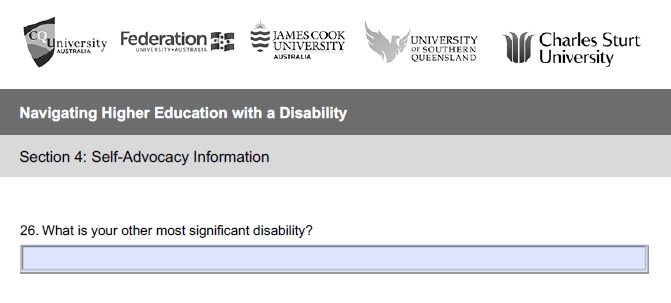 CQUniversity
AUSTRALIA
Federation
UNIVERSITY • AUSTRALIA
JAMES COOK
UNIVERSITY
AUSTRALIA
UNIVERSITY
OF SOUTHERN
QUEENSLAND
Charles Sturt
University
Navigating Higher Education with a Disability
Section 4: Self-Advocacy Information
26. What is your other most significant disability?